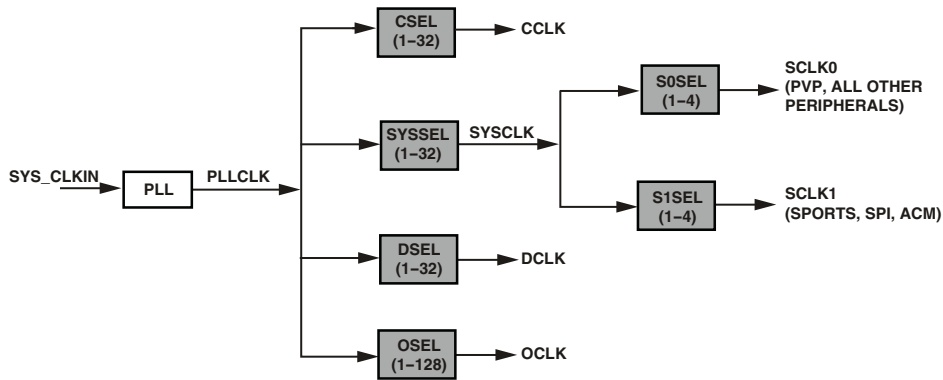 CSEL
(1–32)
CCLK
S0SEL
(1–4)
SCLK0
(PVP, ALL OTHER
PERIPHERALS)
SYSSEL
(1–32)
SYSCLK
SYS_CLKIN
PLL
PLLCLK
S1SEL
(1–4)
SCLK1
(SPORTS, SPI, ACM)
DSEL
(1–32)
DCLK
OSEL
(1–128)
OCLK